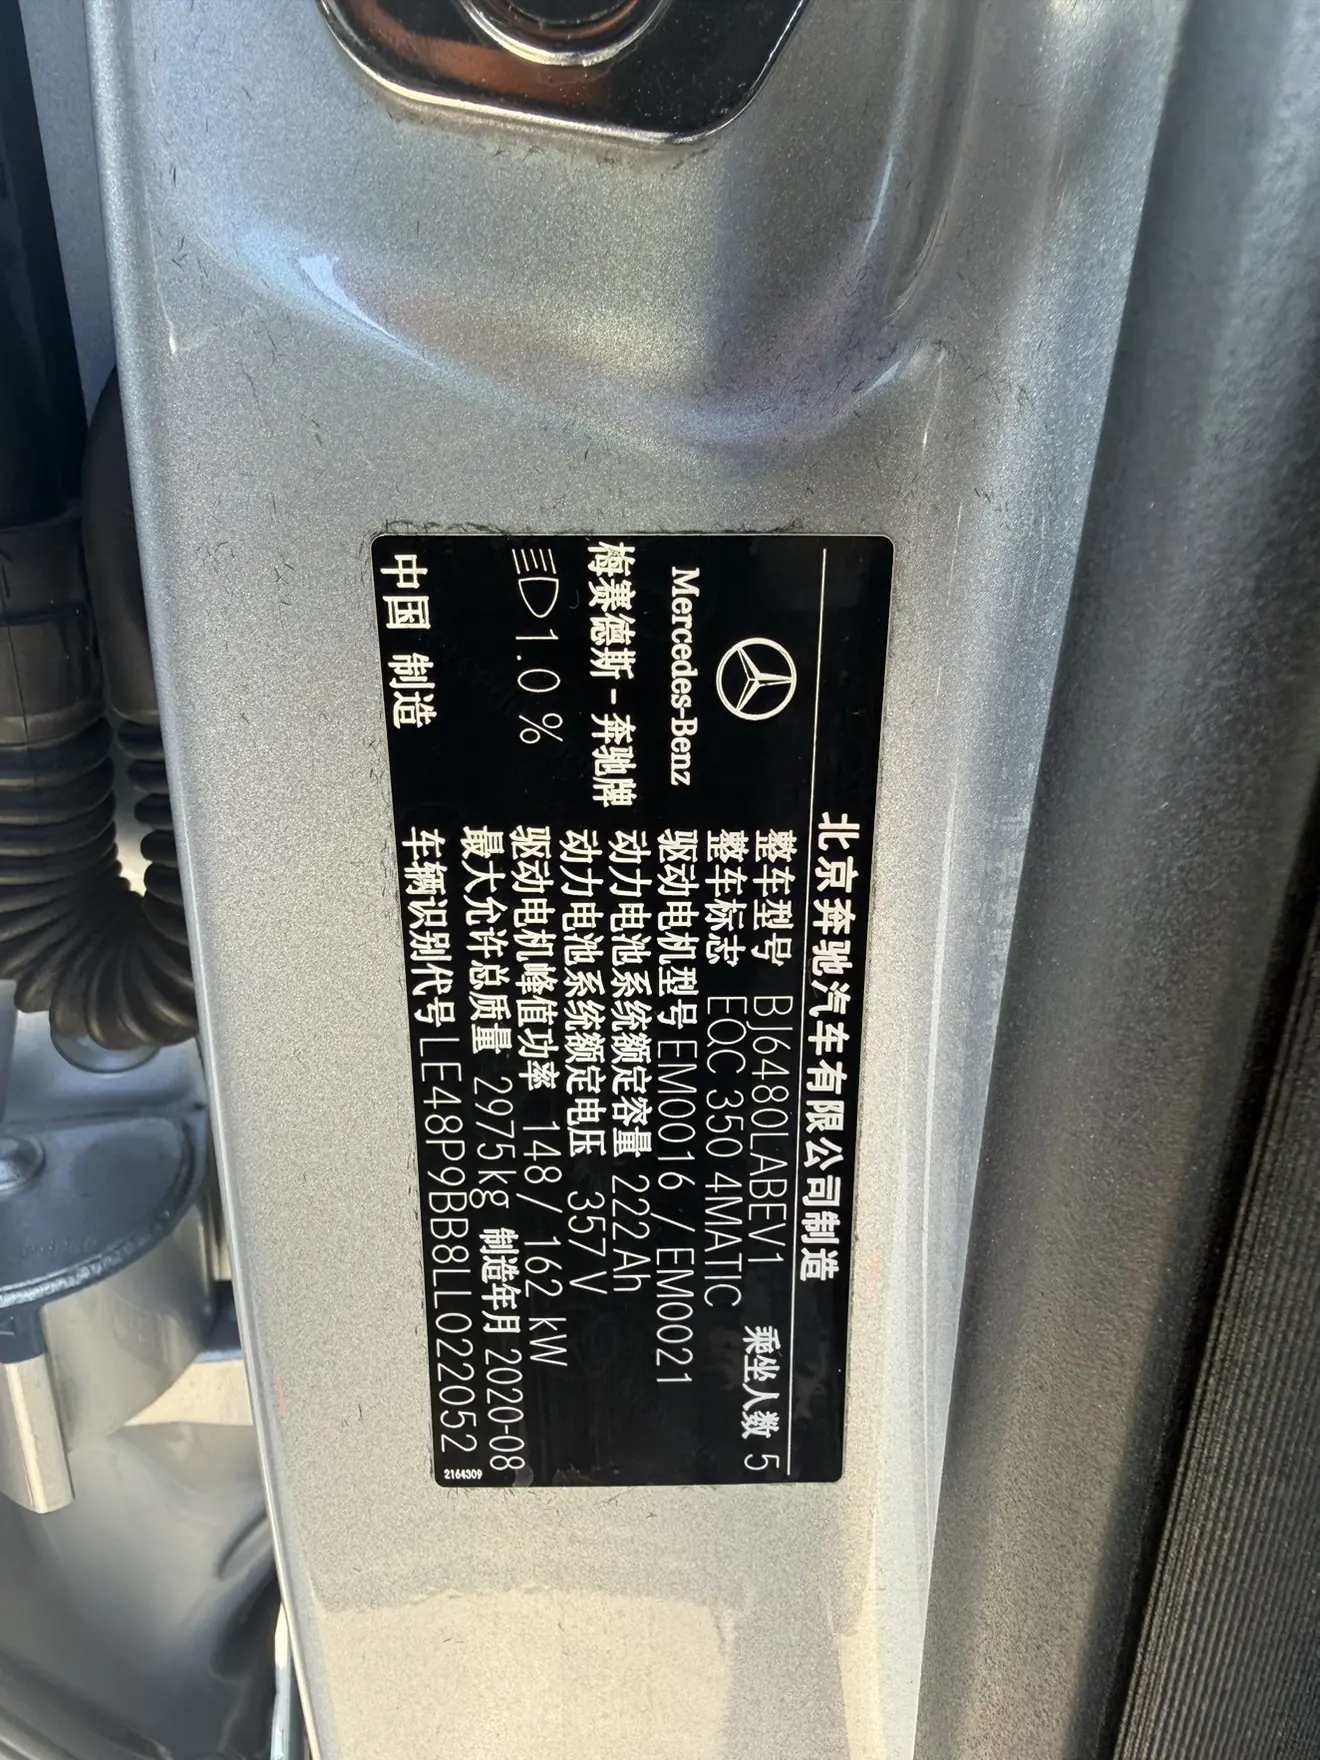 北京奔驰汽车有限公司制造
Mercedes-Benz
梅赛德斯-奔驰牌
1.0 %
中国 制造
整车型号 BJ6480LABEV1 乘坐人数 5
整车标志 EQC 350 4MATIC
驱动电机型号 EM0016 / EM0021
动力电池系统额定容量 222 Ah
动力电池系统额定电压 357 V
驱动电机峰值功率 148 / 162 kW
最大允许总质量 2975kg 制造年月 2020-08
车辆识别代号 LE48P9BB8LL022052
2164309